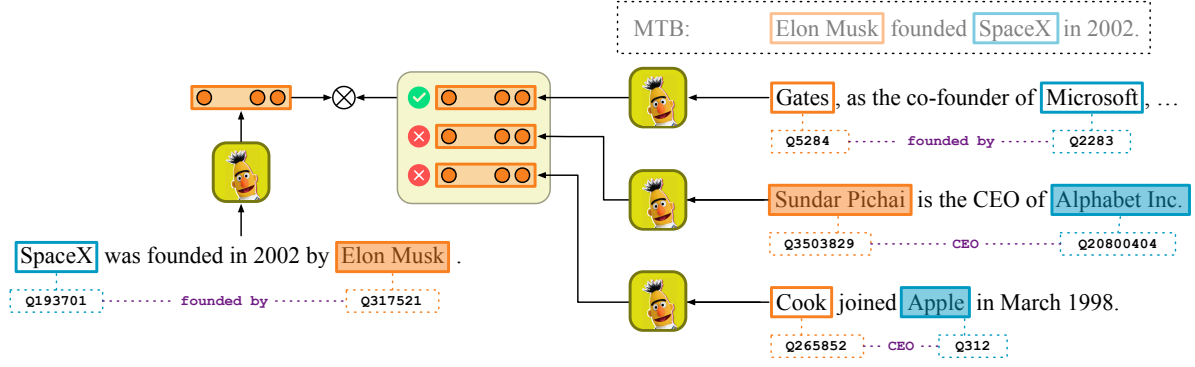 MTB: Elon Musk founded SpaceX in 2002.
Gates, as the co-founder of Microsoft, ...
Q5284 founded by Q2283
Sundar Pichai is the CEO of Alphabet Inc.
Q3503829 CEO Q20800404
SpaceX was founded in 2002 by Elon Musk.
Q193701 founded by Q317521
Cook joined Apple in March 1998.
Q265852 CEO Q312